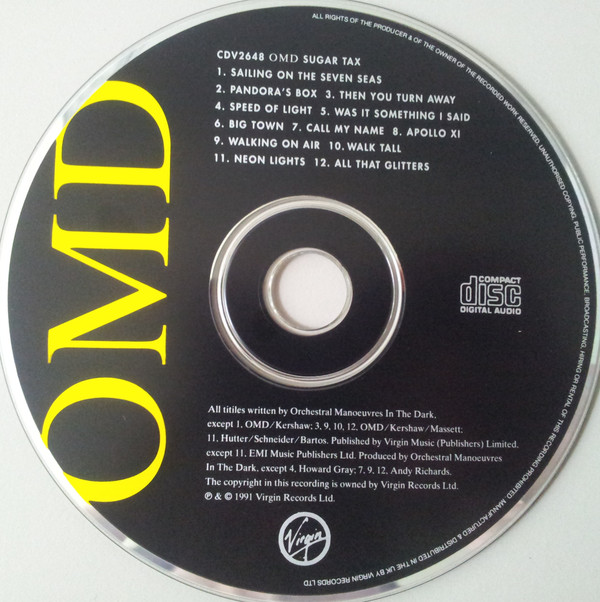 CDV2648 OMD SUGAR TAX
1. SAILING ON THE SEVEN SEAS
2. PANDORA'S BOX 3. THEN YOU TURN AWAY
4. SPEED OF LIGHT 5. WAS IT SOMETHING I SAID
6. BIG TOWN 7. CALL MY NAME 8. APOLLO XI
9. WALKING ON AIR 10. WALK TALL
11. NEON LIGHTS 12. ALL THAT GLITTERS
OMD
COMPACT
disc
DIGITAL AUDIO
All titiles written by Orchestral Manoeuvres In The Dark,
except 1, OMD/Kershaw; 3, 9, 10, 12, OMD/Kershaw/Massett;
11. Hutter/Schneider/Bartos. Published by Virgin Music (Publishers) Limited.
except 11, EMI Music Publishers Ltd. Produced by Orchestral Manoeuvres
In The Dark, except 4, Howard Gray; 7, 9, 12, Andy Richards.
The copyright in this recording is owned by Virgin Records Ltd.
℗ & © 1991 Virgin Records Ltd.
Virgin
ALL RIGHTS OF THE PRODUCER & OF THE OWNER OF THE RECORDED WORK RESERVED. UNAUTHORISED COPYING, PUBLIC PERFORMANCE, BROADCASTING, HIRING OR RENTAL OF THIS RECORDING PROHIBITED. MANUFACTURED & DISTRIBUTED IN THE UK BY VIRGIN RECORDS LTD